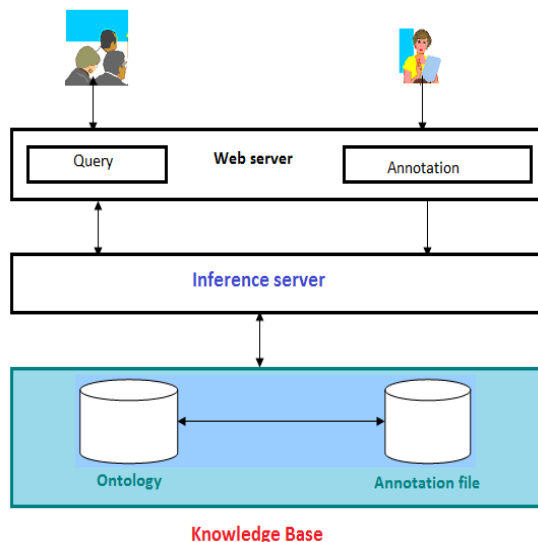 Query
Web server
Annotation
Inference server
Ontology
Annotation file
Knowledge Base